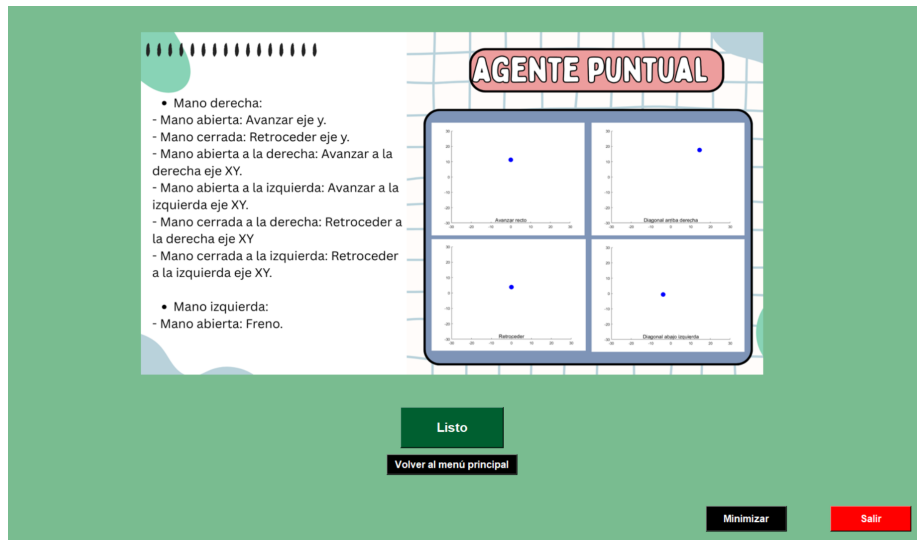 • Mano derecha:
- Mano abierta: Avanzar eje y.
- Mano cerrada: Retroceder eje y.
- Mano abierta a la derecha: Avanzar a la
derecha eje XY.
- Mano abierta a la izquierda: Avanzar a la
izquierda eje XY.
- Mano cerrada a la derecha: Retroceder a
la derecha eje XY
- Mano cerrada a la izquierda: Retroceder
a la izquierda eje XY.
• Mano izquierda:
- Mano abierta: Freno.
AGENTE PUNTUAL
Avanzar recto
Diagonal arriba derecha
Retroceder
Diagonal abajo izquierda
Listo
Volver al menú principal
Minimizar
Salir